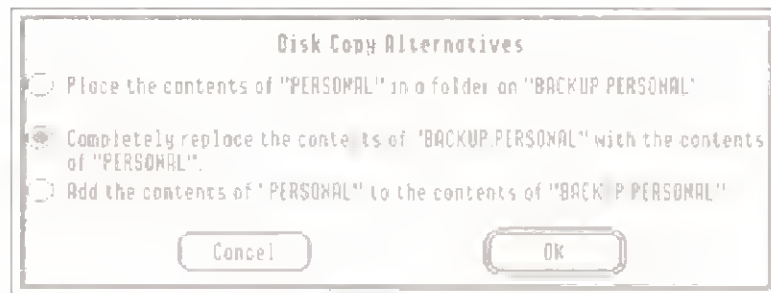 Disk Copy Alternatives
Place the contents of "PERSONAL" in a folder on "BACKUP.PERSONAL"
Completely replace the contents of "BACKUP.PERSONAL" with the contents
of "PERSONAL".
Add the contents of "PERSONAL" to the contents of "BACKUP.PERSONAL"
Cancel
OK